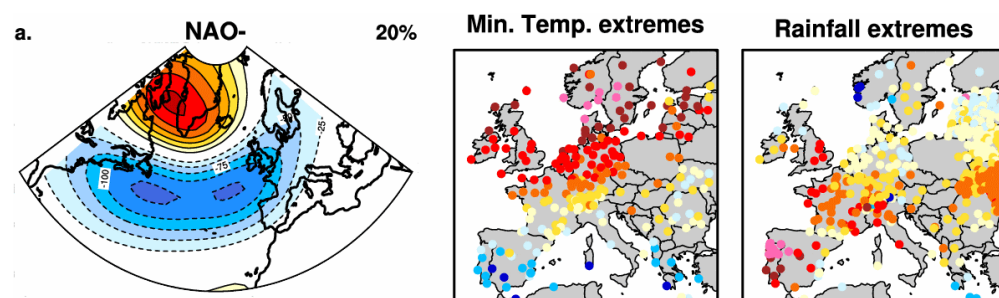 a.
NAO-
20%
Min. Temp. extremes
Rainfall extremes
-25
-75
-100